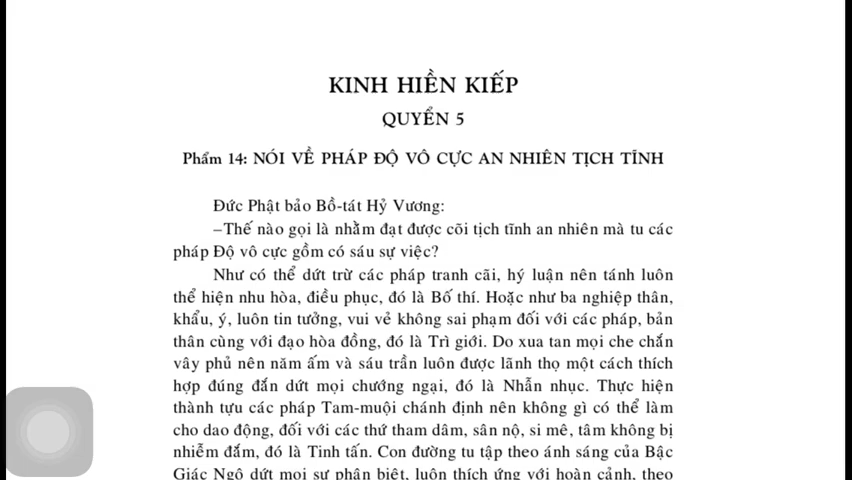 KINH HIỀN KIẾP
QUYỂN 5
Phẩm 14: NÓI VỀ PHÁP ĐỘ VÔ CỰC AN NHIÊN TỊCH TĨNH
Đức Phật bảo Bồ-tát Hỷ Vương:
–Thế nào gọi là nhằm đạt được cõi tịch tĩnh an nhiên mà tu các
pháp Độ vô cực gồm có sáu sự việc?
Như có thể dứt trừ các pháp tranh cãi, hý luận nên tánh luôn
thể hiện nhu hòa, điều phục, đó là Bố thí. Hoặc như ba nghiệp thân,
khẩu, ý, luôn tin tưởng, vui vẻ không sai phạm đối với các pháp, bản
thân cùng với đạo hòa đồng, đó là Trì giới. Do xua tan mọi che chắn
vây phủ nên năm ấm và sáu trần luôn được lãnh thọ một cách thích
hợp đúng đắn dứt mọi chướng ngại, đó là Nhẫn nhục. Thực hiện
thành tựu các pháp Tam-muội chánh định nên không gì có thể làm
cho dao động, đối với các thứ tham dâm, sân nộ, si mê, tâm không bị
nhiễm đắm, đó là Tinh tấn. Con đường tu tập theo ánh sáng của Bậc
Giác Ngộ dứt mọi sự phân biệt, luôn thích ứng với hoàn cảnh, theo